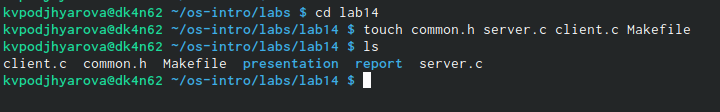 kvpodjhyarova@dk4n62 ~/os-intro/labs $ cd lab14
kvpodjhyarova@dk4n62 ~/os-intro/labs/lab14 $ touch common.h server.c client.c Makefile
kvpodjhyarova@dk4n62 ~/os-intro/labs/lab14 $ ls
client.c  common.h  Makefile  presentation  report  server.c
kvpodjhyarova@dk4n62 ~/os-intro/labs/lab14 $